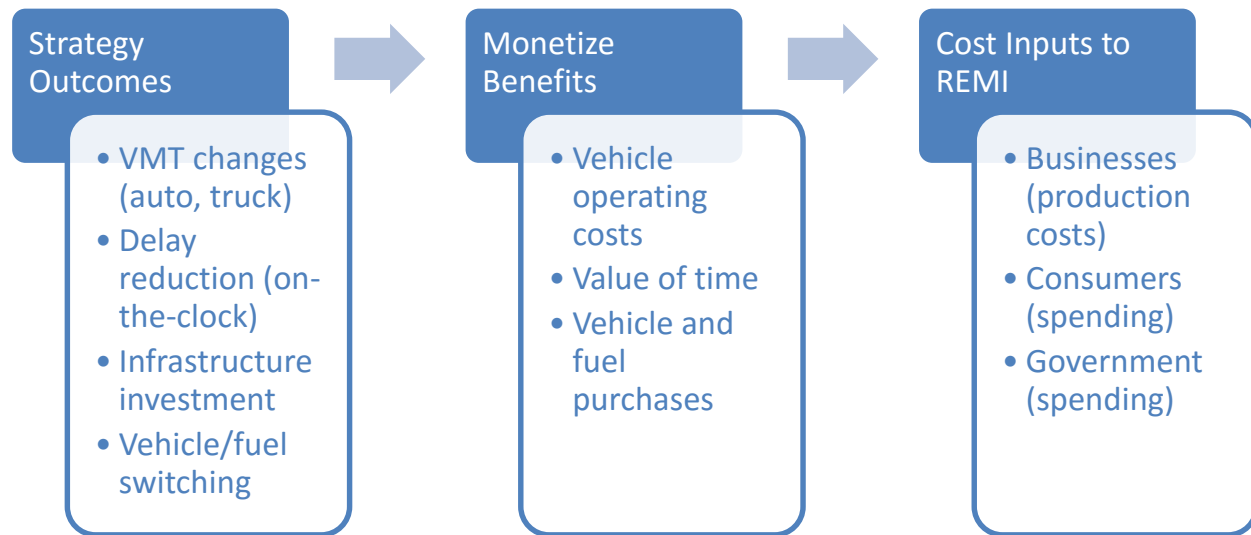 Strategy
Outcomes
• VMT changes
(auto, truck)
• Delay
reduction (on-
the-clock)
• Infrastructure
investment
• Vehicle/fuel
switching
Monetize
Benefits
• Vehicle
operating
costs
• Value of time
• Vehicle and
fuel
purchases
Cost Inputs to
REMI
• Businesses
(production
costs)
• Consumers
(spending)
• Government
(spending)